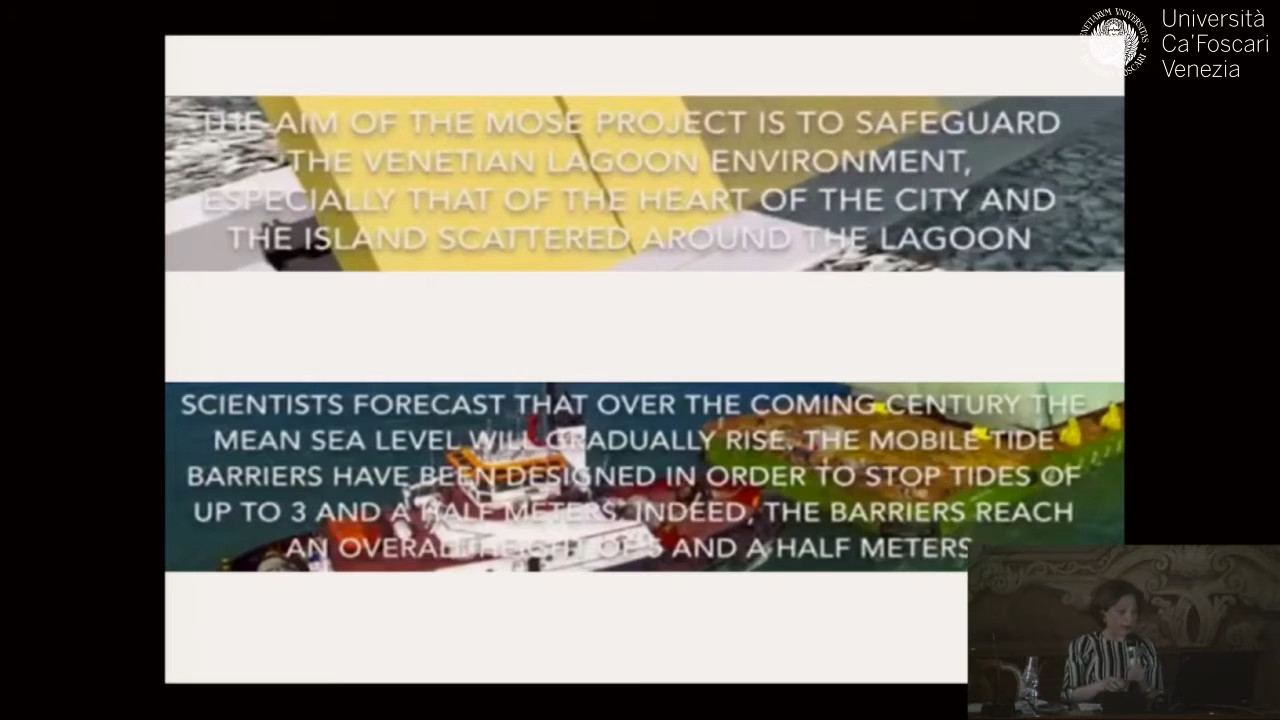 Università
Ca'Foscari
Venezia
THE AIM OF THE MOSE PROJECT IS TO SAFEGUARD
THE VENETIAN LAGOON ENVIRONMENT,
ESPECIALLY THAT OF THE HEART OF THE CITY AND
THE ISLAND SCATTERED AROUND THE LAGOON
SCIENTISTS FORECAST THAT OVER THE COMING CENTURY THE
MEAN SEA LEVEL WILL GRADUALLY RISE. THE MOBILE TIDE
BARRIERS HAVE BEEN DESIGNED IN ORDER TO STOP TIDES OF
UP TO 3 AND A HALF METERS. INDEED, THE BARRIERS REACH
AN OVERALL HEIGHT OF 5 AND A HALF METERS